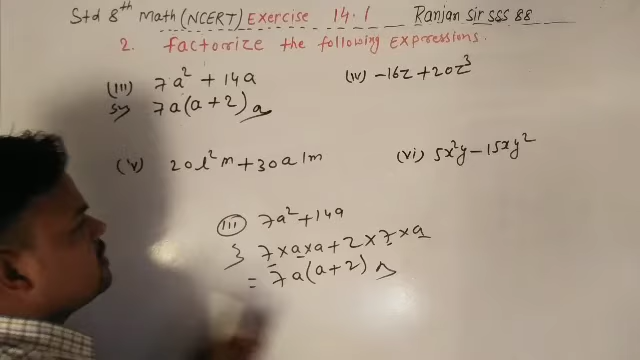 Std 8th Math (NCERT) Exercise 14.1 Ranjan sir SSS 88
2. factorize the following expressions.
(III) 7a² + 14a (IV) -16z + 20z³
7a(a+2)
(V) 20l²m + 30alm (VI) 5x²y - 15xy²
(III) 7a² + 14a
7×a×a + 2×7×a
= 7a(a+2)